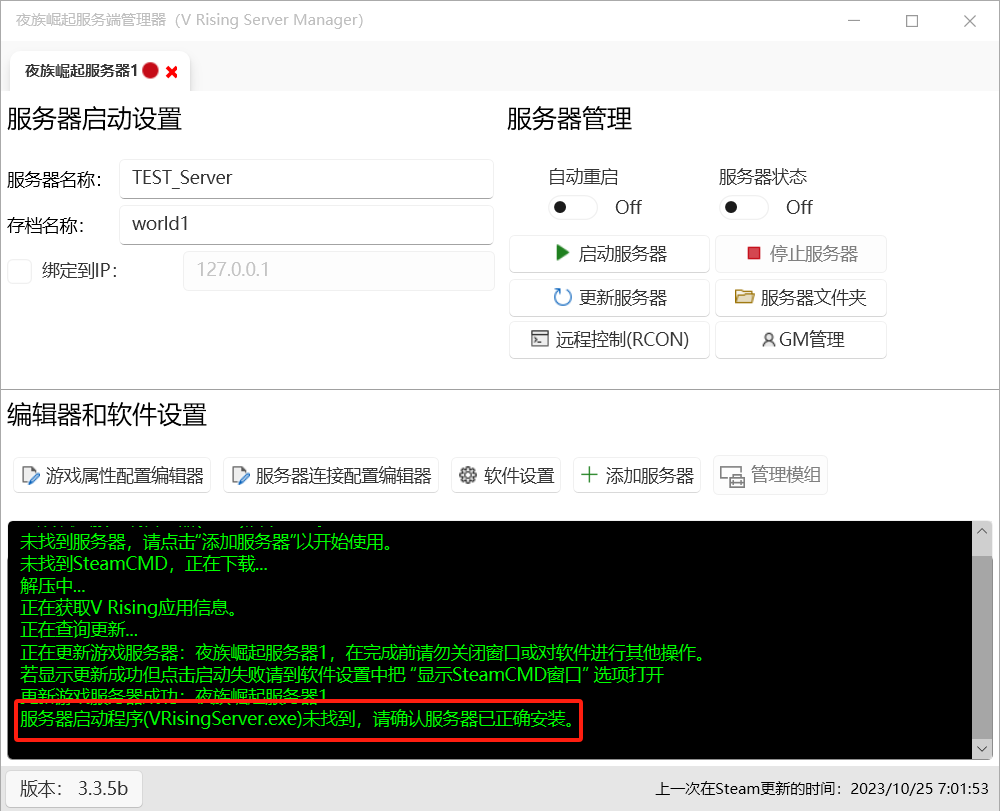 夜族崛起服务端管理器（V Rising Server Manager）
夜族崛起服务器1
服务器启动设置
服务器管理
服务器名称： TEST_Server
存档名称： world1
绑定到IP： 127.0.0.1
自动重启 服务器状态
Off Off
启动服务器 停止服务器
更新服务器 服务器文件夹
远程控制(RCON) GM管理
编辑器和软件设置
游戏属性配置编辑器 服务器连接配置编辑器 软件设置 添加服务器 管理模组
未找到服务器，请点击“添加服务器”以开始使用。
未找到SteamCMD，正在下载...
解压中...
正在获取V Rising应用信息。
正在查询更新...
正在更新游戏服务器：夜族崛起服务器1，在完成前请勿关闭窗口或对软件进行其他操作。
若显示更新成功但点击启动失败请到软件设置中把 “显示SteamCMD窗口” 选项打开
更新游戏服务器成功：夜族崛起服务器1
服务器启动程序(VRisingServer.exe)未找到，请确认服务器已正确安装。
版本： 3.3.5b
上一次在Steam更新的时间：2023/10/25 7:01:53